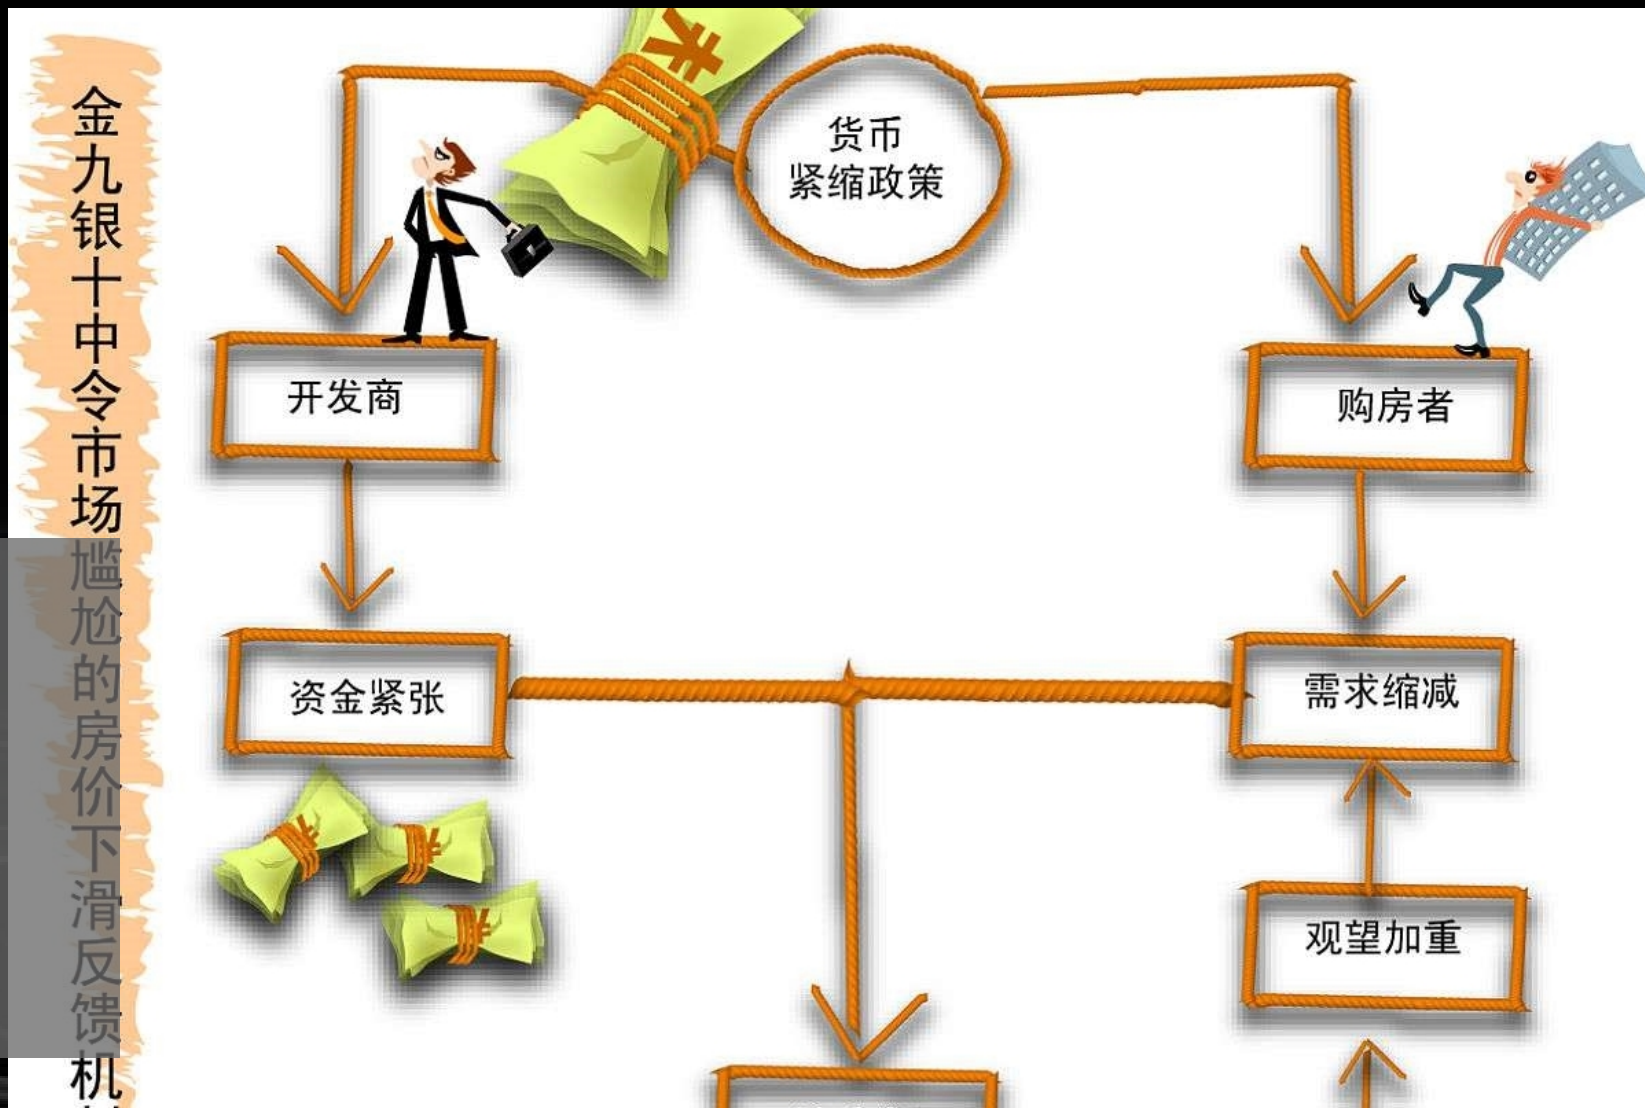 金九银十中令市场尴尬的房价下滑反馈机
货币
紧缩政策
开发商
购房者
资金紧张
需求缩减
观望加重